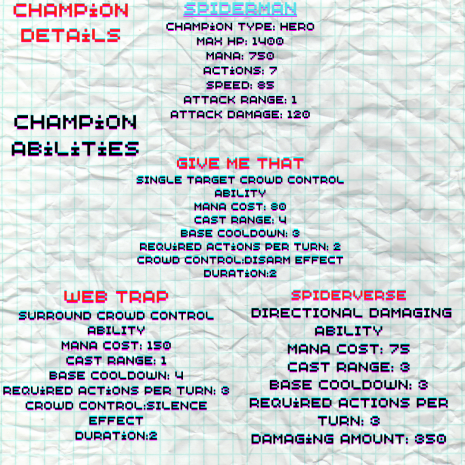 CHAMPiON
DETAiLS
SPIDERMAN
CHAMPiON TYPE: HERO
MAX HP: 1400
MANA: 750
ACTiONS: 7
SPEED: 85
ATTACK RANGE: 1
ATTACK DAMAGE: 120
CHAMPiON
ABiLiTiES
GIVE ME THAT
SINGLE TARGET CROWD CONTROL
ABiLiTY
MANA COST: 80
CAST RANGE: 4
BASE COOLDOWN: 3
REQUiRED ACTiONS PER TURN: 2
CROWD CONTROL:DISARM EFFECT
DURATiON:2
WEB TRAP
SURROUND CROWD CONTROL
ABiLiTY
MANA COST: 150
CAST RANGE: 1
BASE COOLDOWN: 4
REQUiRED ACTiONS PER TURN: 3
CROWD CONTROL:SILENCE
EFFECT
DURATiON:2
SPIDERVERSE
DIRECTIONAL DAMAGING
ABiLiTY
MANA COST: 75
CAST RANGE: 3
BASE COOLDOWN: 3
REQUiRED ACTiONS PER
TURN: 3
DAMAGiNG AMOUNT: 350